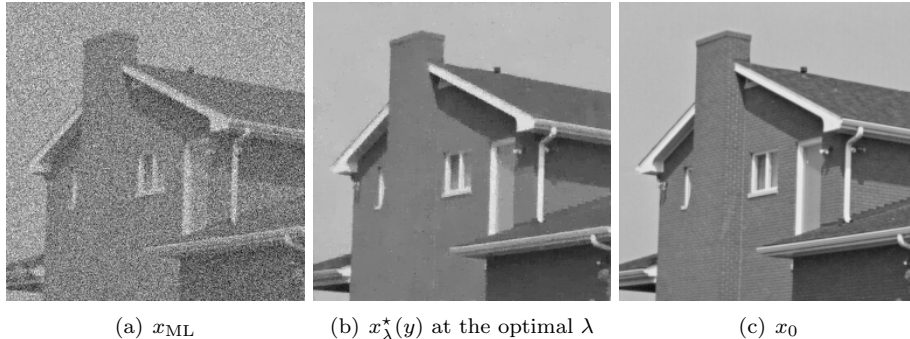 (a) x_ML (b) x⋆_λ(y) at the optimal λ (c) x_0